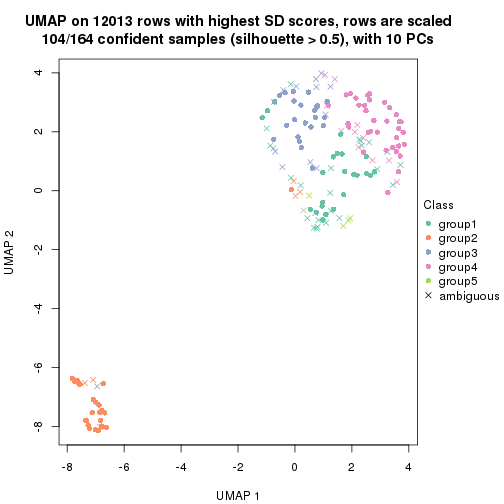 UMAP on 12013 rows with highest SD scores, rows are scaled
104/164 confident samples (silhouette > 0.5), with 10 PCs
4
2
0
-2
-4
-6
-8
UMAP 2
-8
-6
-4
-2
0
2
4
UMAP 1
Class
group1
group2
group3
group4
group5
ambiguous